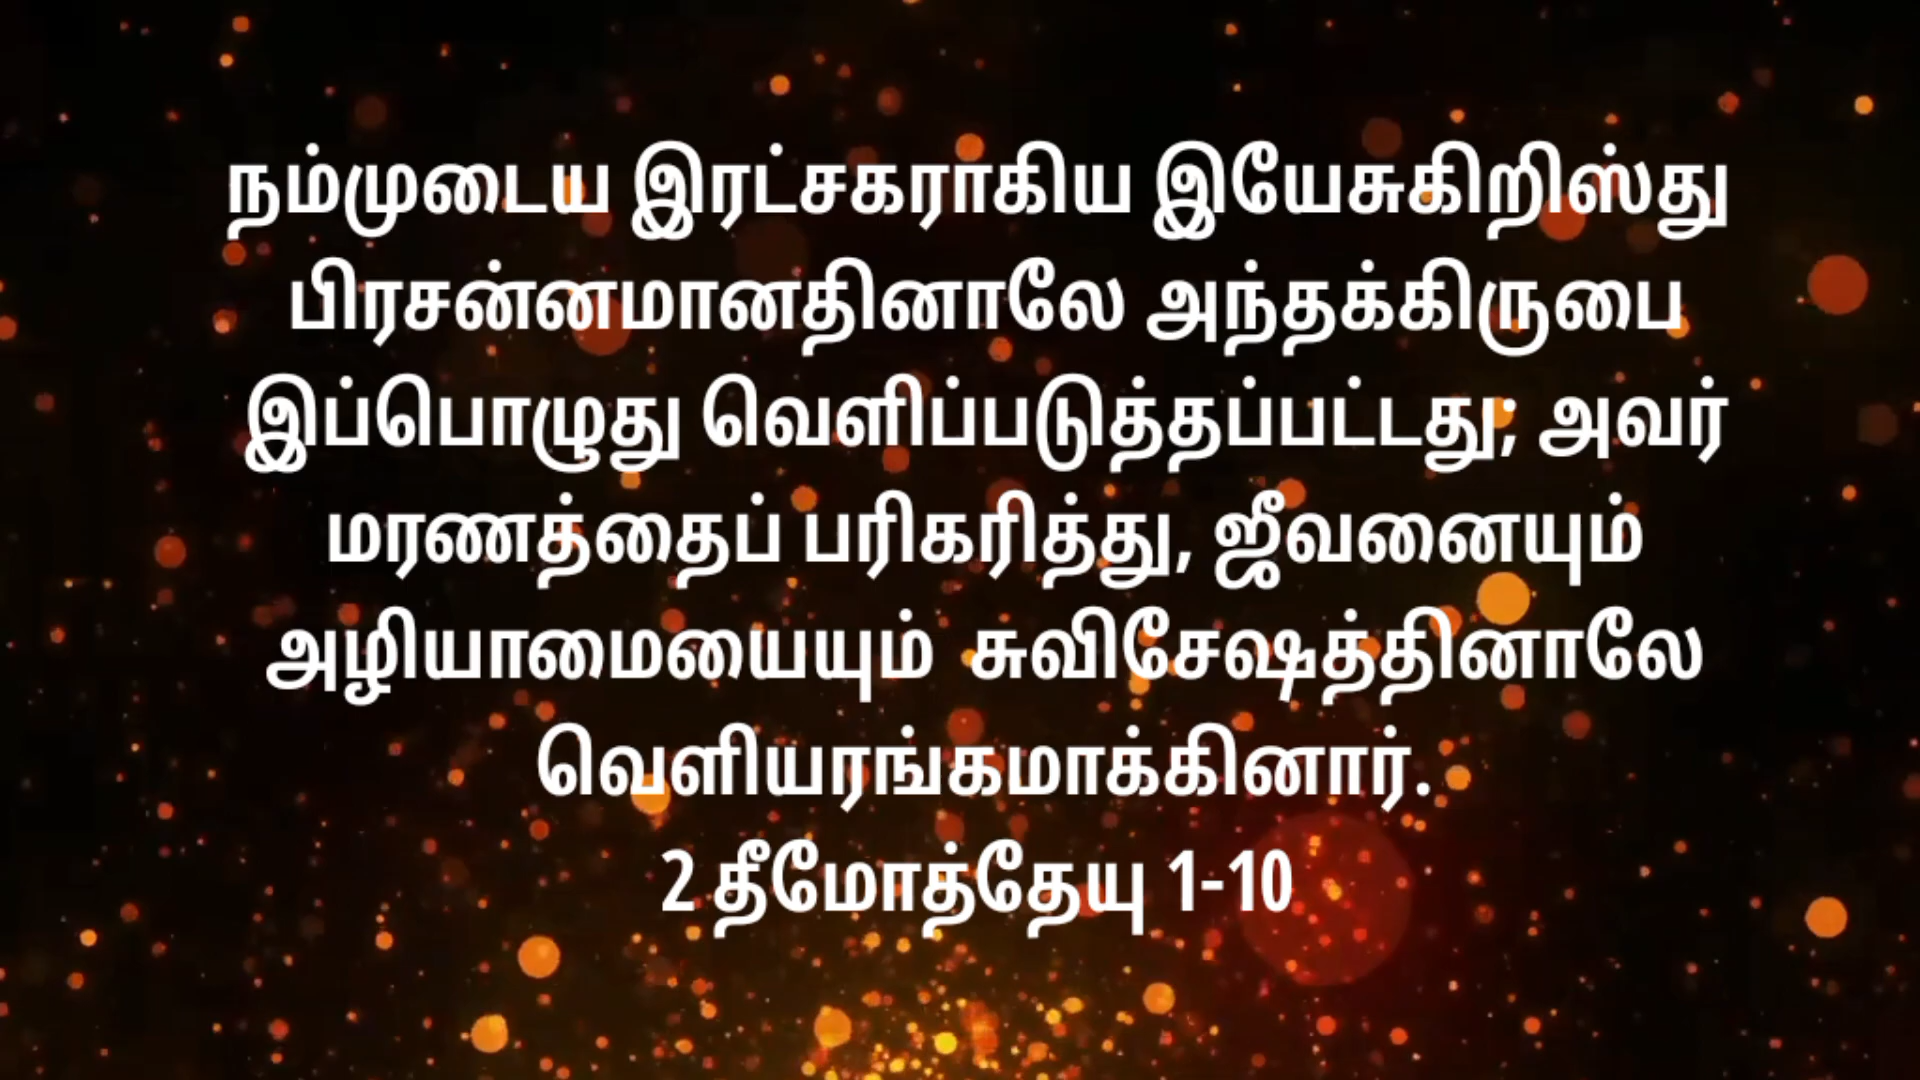 நம்முடைய இரட்சகராகிய இயேசுகிறிஸ்து
பிரசன்னமானதினாலே அந்தக்கிருபை
இப்பொழுது வெளிப்படுத்தப்பட்டது; அவர்
மரணத்தைப் பரிகரித்து, ஜீவனையும்
அழியாமையையும் சுவிசேஷத்தினாலே
வெளியரங்கமாக்கினார்.
2 தீமோத்தேயு 1-10